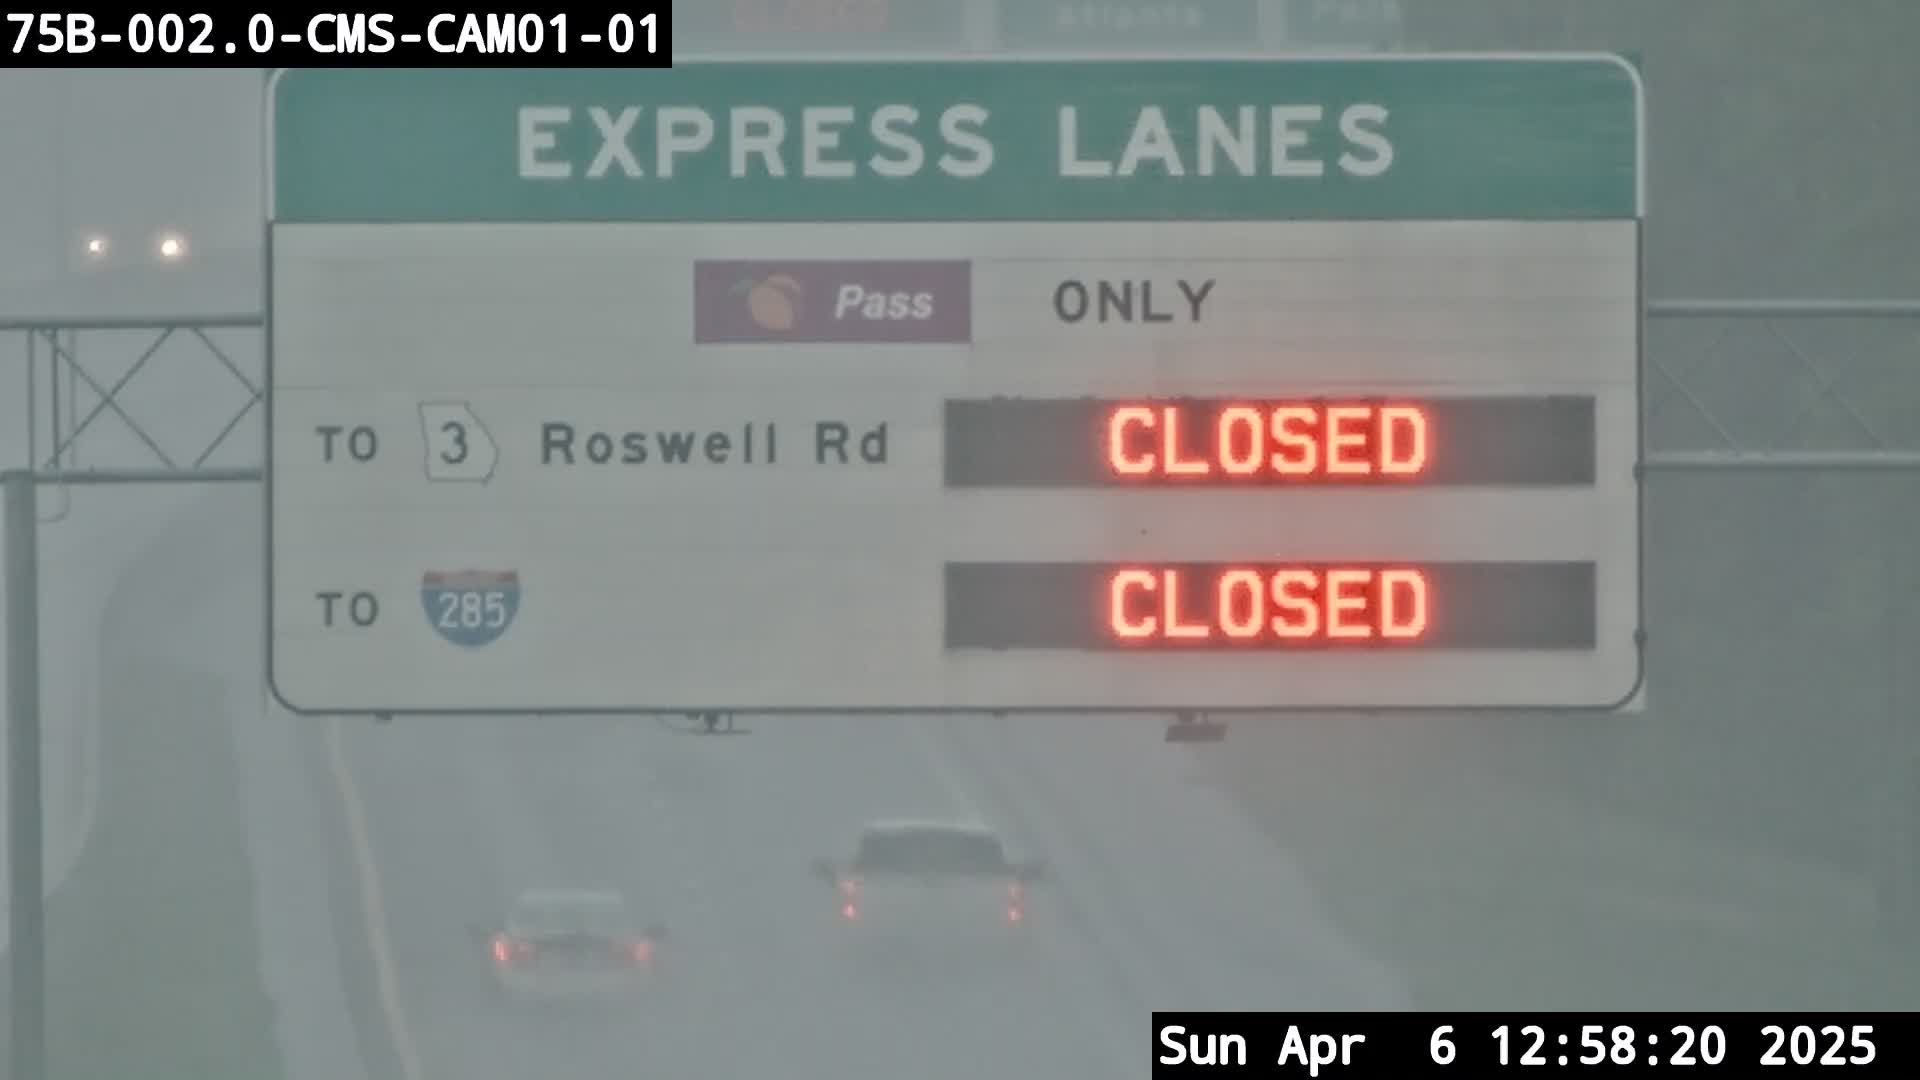 75B-002.0-CMS-CAM01-01
Atlanta
EXPRESS LANES
Pass ONLY
TO 3 Roswell Rd CLOSED
TO 285 CLOSED
Sun Apr 6 12:58:20 2025